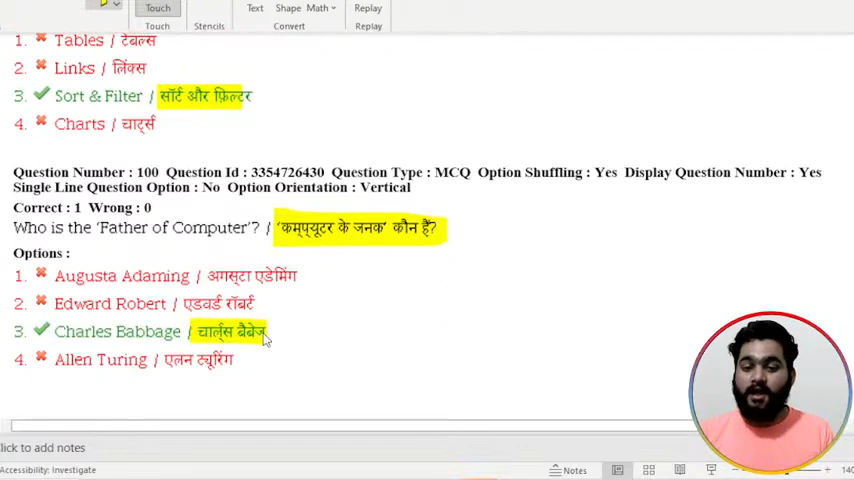 Touch
Text
Shape
Math
Replay
Touch
Stencils
Convert
Replay
1. Tables / टेबल्स
2. Links / लिंक्स
3. Sort & Filter / सॉर्ट और फ़िल्टर
4. Charts / चार्ट्स
Question Number : 100 Question Id : 3354726430 Question Type : MCQ Option Shuffling : Yes Display Question Number : Yes
Single Line Question Option : No Option Orientation : Vertical
Correct : 1 Wrong : 0
Who is the 'Father of Computer'? / 'कम्प्यूटर के जनक' कौन हैं?
Options :
1. Augusta Adaming / अगस्टा एडेमिंग
2. Edward Robert / एडवर्ड रॉबर्ट
3. Charles Babbage / चार्ल्स बैबेज
4. Allen Turing / एलन ट्यूरिंग
lick to add notes
Accessibility: Investigate
Notes
140